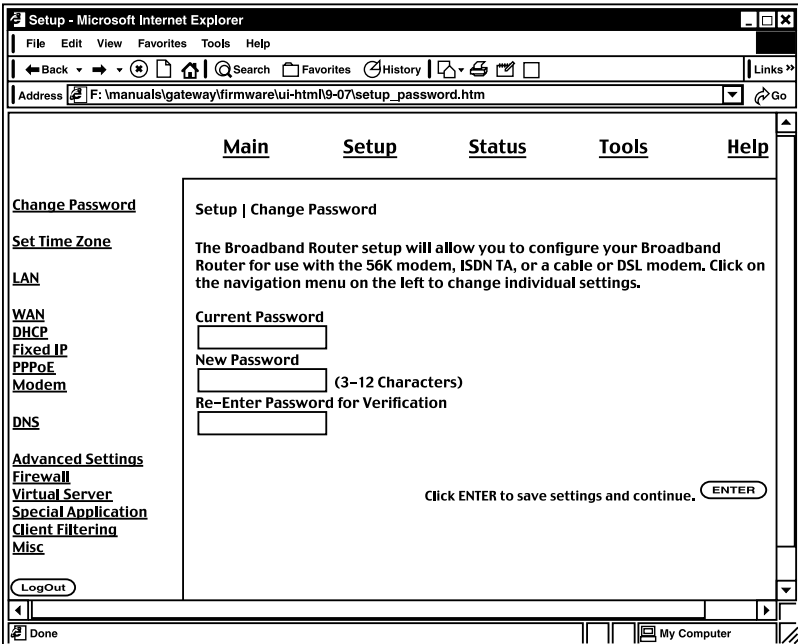 Setup - Microsoft Internet Explorer
File Edit View Favorites Tools Help
Back Search Favorites History Links »
Address F: \manuals\gateway\firmware\ui-html\9-07\setup_password.htm Go
Main Setup Status Tools Help
Change Password
Set Time Zone
LAN
WAN
DHCP
Fixed IP
PPPoE
Modem
DNS
Advanced Settings
Firewall
Virtual Server
Special Application
Client Filtering
Misc
LogOut
Setup | Change Password
The Broadband Router setup will allow you to configure your Broadband
Router for use with the 56K modem, ISDN TA, or a cable or DSL modem. Click on
the navigation menu on the left to change individual settings.
Current Password
New Password
(3-12 Characters)
Re-Enter Password for Verification
Click ENTER to save settings and continue. ENTER
Done My Computer